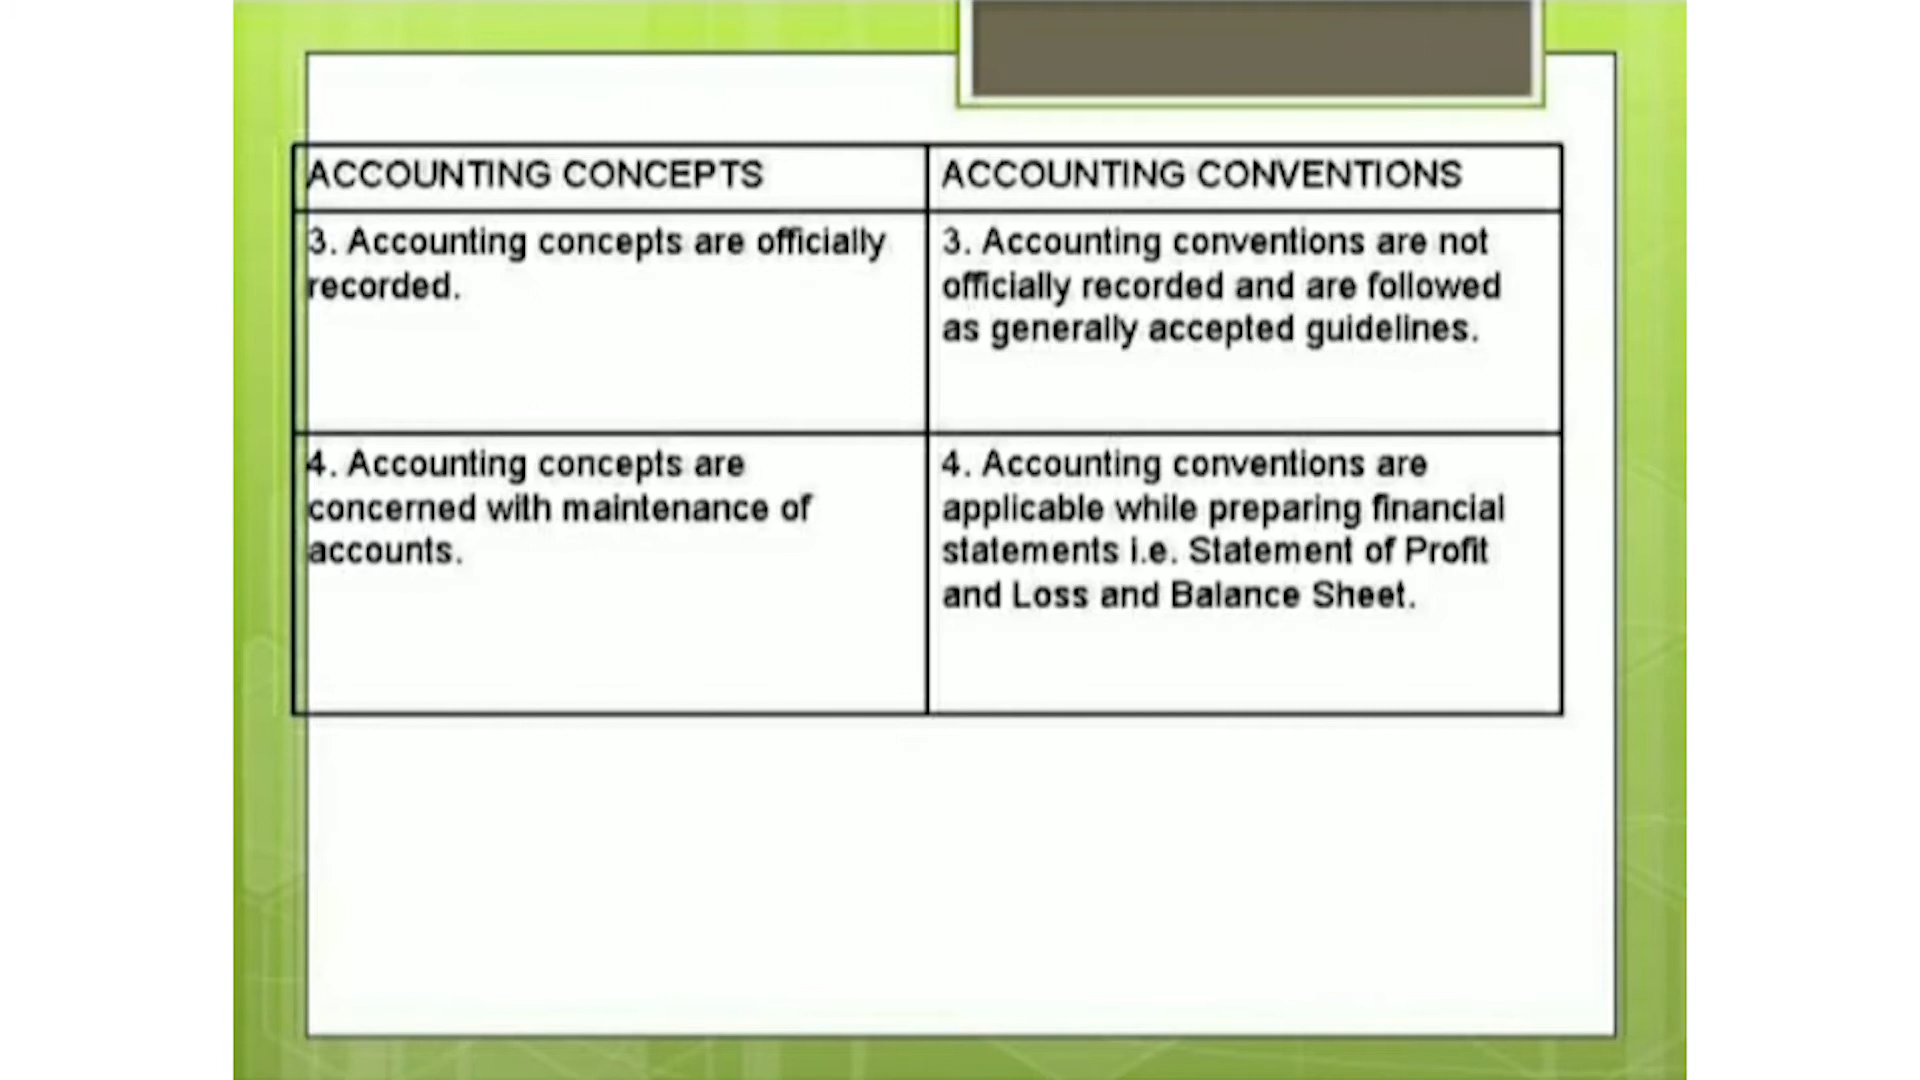 ACCOUNTING CONCEPTS
ACCOUNTING CONVENTIONS
3. Accounting concepts are officially
recorded.
3. Accounting conventions are not
officially recorded and are followed
as generally accepted guidelines.
4. Accounting concepts are
concerned with maintenance of
accounts.
4. Accounting conventions are
applicable while preparing financial
statements i.e. Statement of Profit
and Loss and Balance Sheet.